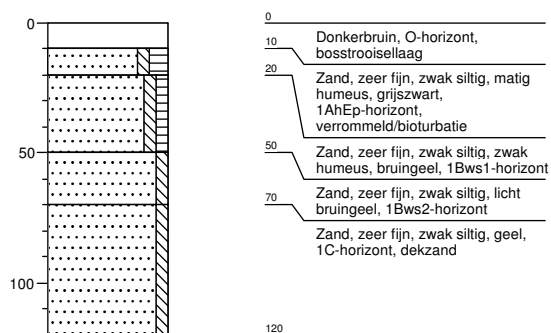 0
50
100
0
Donkerbruin, O-horizont,
bosstrooisellaag
10
Zand, zeer fijn, zwak siltig, matig
humeus, grijszwart,
1AhEp-horizont,
verrommeld/bioturbatie
20
Zand, zeer fijn, zwak siltig, zwak
humeus, bruingeel, 1Bws1-horizont
50
Zand, zeer fijn, zwak siltig, licht
bruingeel, 1Bws2-horizont
70
Zand, zeer fijn, zwak siltig, geel,
1C-horizont, dekzand
120